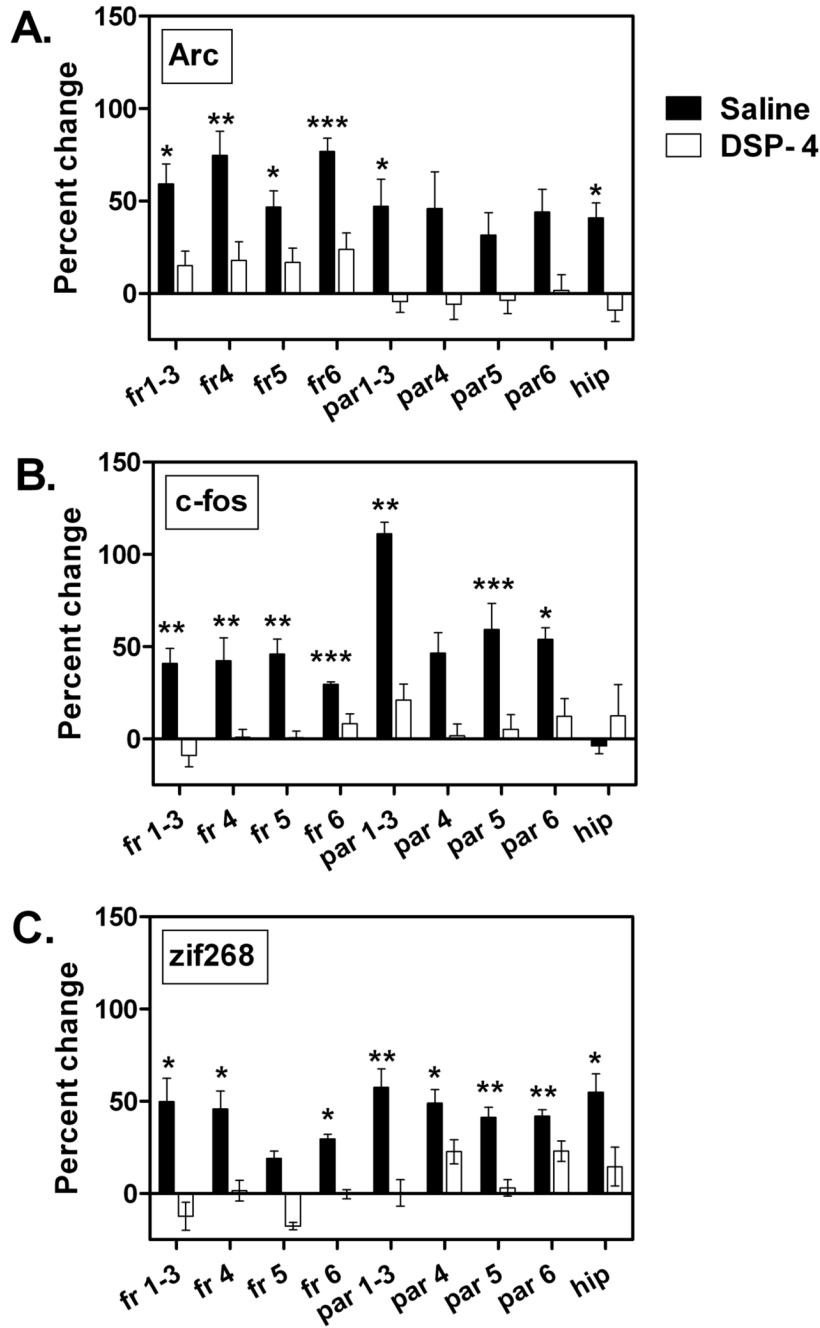 A.
Arc
Percent change
150
100
50
0
* ** * *** * *
fr1-3 fr4 fr5 fr6 par1-3 par4 par5 par6 hip
Saline
DSP-4
B.
c-fos
Percent change
150
100
50
0
** ** ** *** ** *** *
fr 1-3 fr 4 fr 5 fr 6 par 1-3 par 4 par 5 par 6 hip
C.
zif268
Percent change
150
100
50
0
* * * ** * ** ** *
fr 1-3 fr 4 fr 5 fr 6 par 1-3 par 4 par 5 par 6 hip